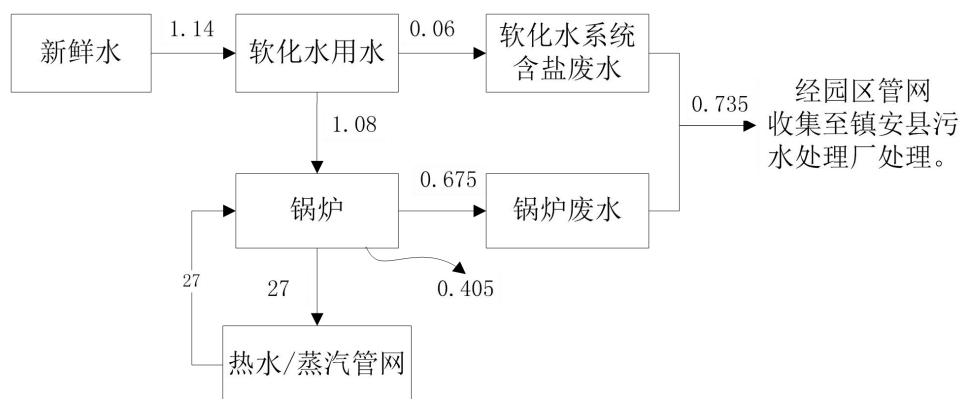 新鲜水
1.14
软化水用水
0.06
软化水系统
含盐废水
0.735
经园区管网
收集至镇安县污
水处理厂处理。
1.08
锅炉
0.675
锅炉废水
27
27
0.405
热水/蒸汽管网